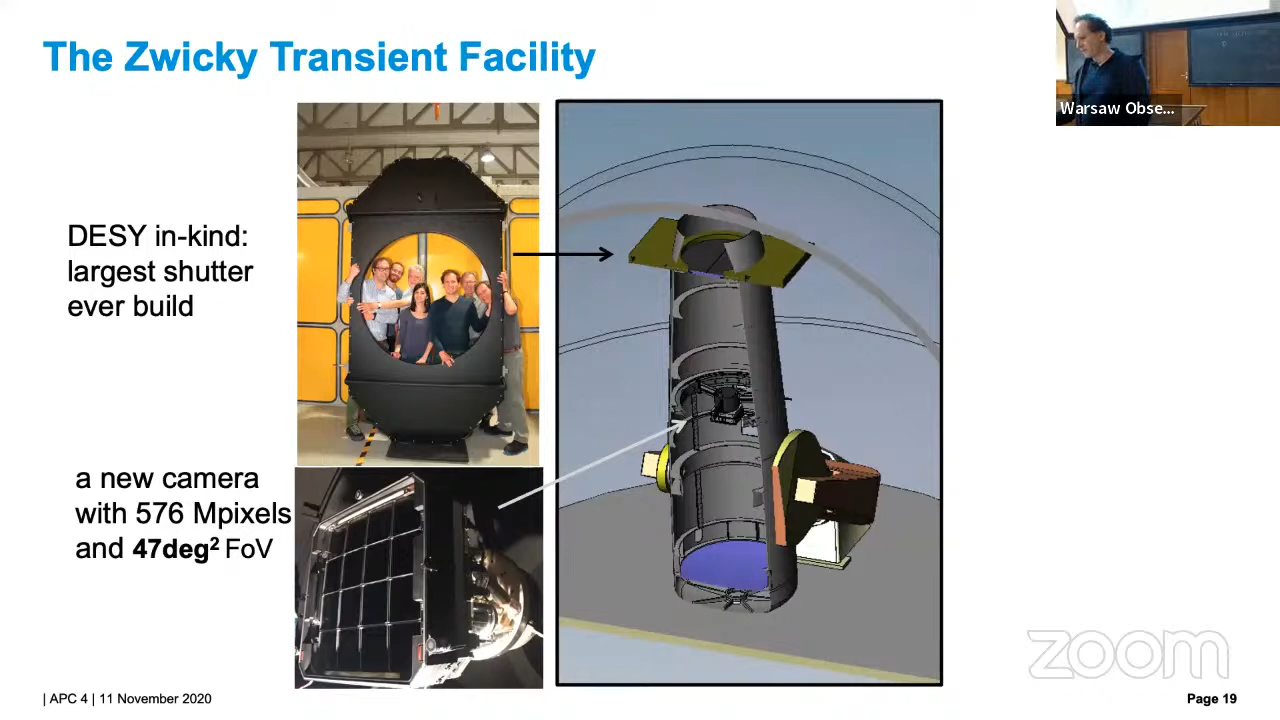 The Zwicky Transient Facility
Warsaw Obse...
DESY in-kind:
largest shutter
ever build
a new camera
with 576 Mpixels
and 47deg² FoV
zoom
| APC 4 | 11 November 2020
Page 19